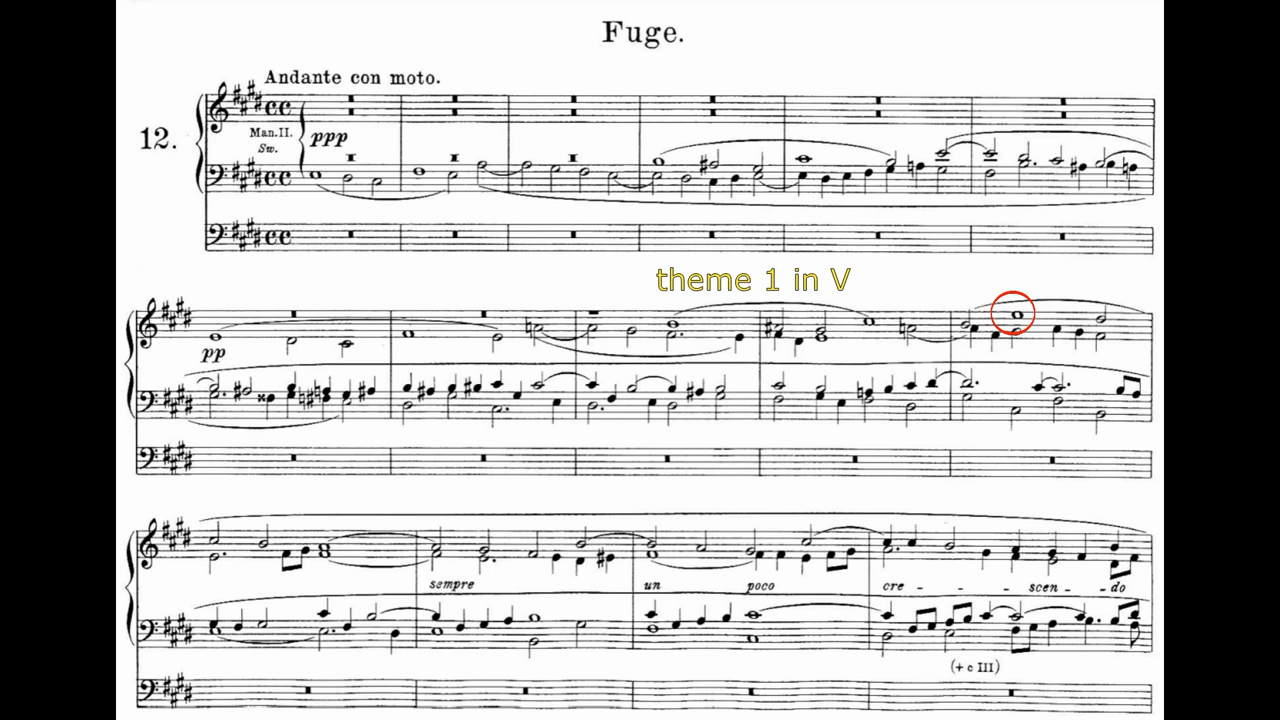 Fuge.
Andante con moto.
12.
Man.II.
Sw.
ppp
theme 1 in V
pp
sempre un poco cre - - - scen - - do
(+ c III)